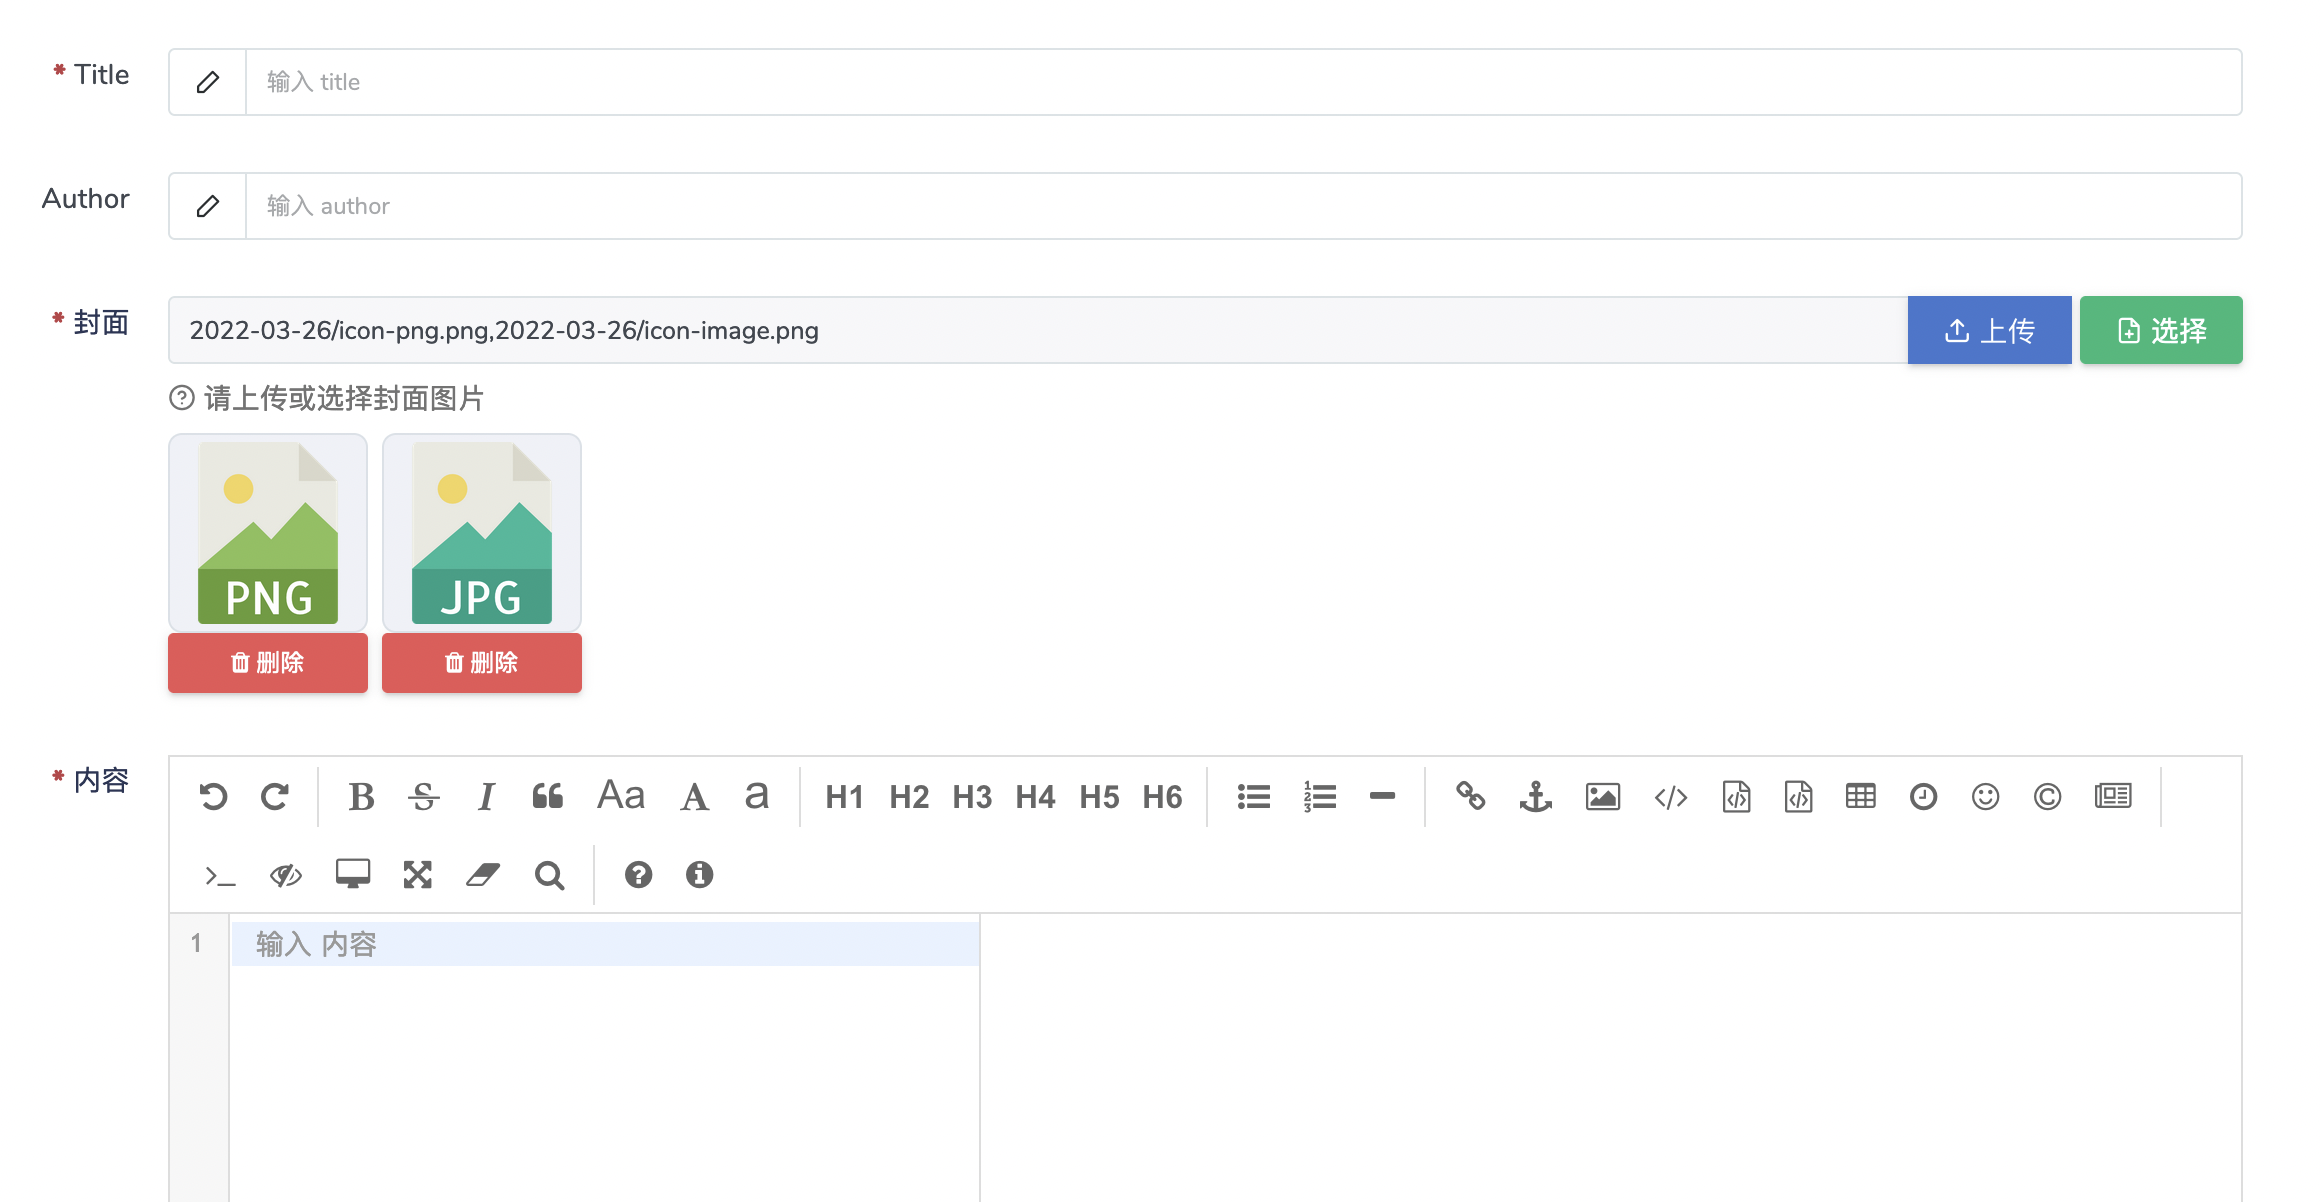 * Title
输入 title
Author
输入 author
* 封面
2022-03-26/icon-png.png,2022-03-26/icon-image.png
上传
选择
请上传或选择封面图片
PNG
JPG
删除
删除
* 内容
B S I Aa A a H1 H2 H3 H4 H5 H6
1
输入 内容